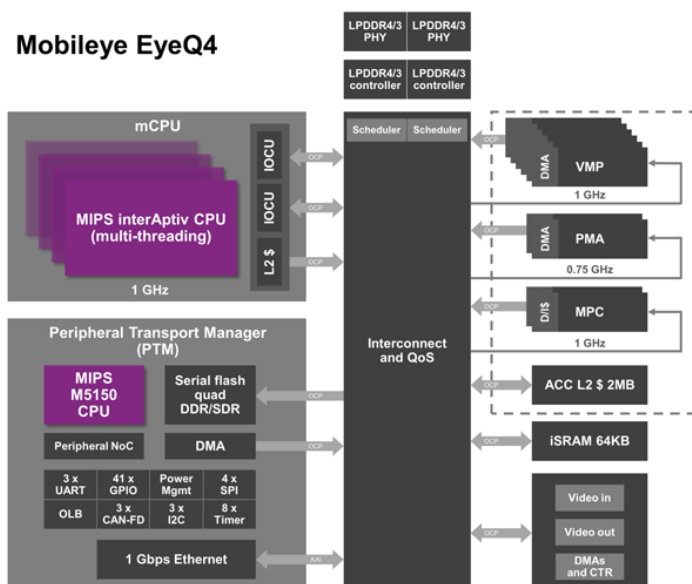 Mobileye EyeQ4
LPDDR4/3
PHY
LPDDR4/3
PHY
LPDDR4/3
controller
LPDDR4/3
controller
mCPU
MIPS interAptiv CPU
(multi-threading)
1 GHz
IOCU
IOCU
L2 $
OCP
OCP
OCP
Scheduler
Scheduler
Interconnect
and QoS
OCP
DMA
VMP
1 GHz
OCP
DMA
PMA
0.75 GHz
OCP
D/I$
MPC
1 GHz
OCP
ACC L2 $ 2MB
OCP
iSRAM 64KB
OCP
Video in
Video out
DMAs
and CTR
Peripheral Transport Manager
(PTM)
MIPS
M5150
CPU
Serial flash
quad
DDR/SDR
OCP
Peripheral NoC
DMA
OCP
3 x
UART
41 x
GPIO
Power
Mgmt
4 x
SPI
OLB
3 x
CAN-FD
3 x
I2C
8 x
Timer
1 Gbps Ethernet
AXI